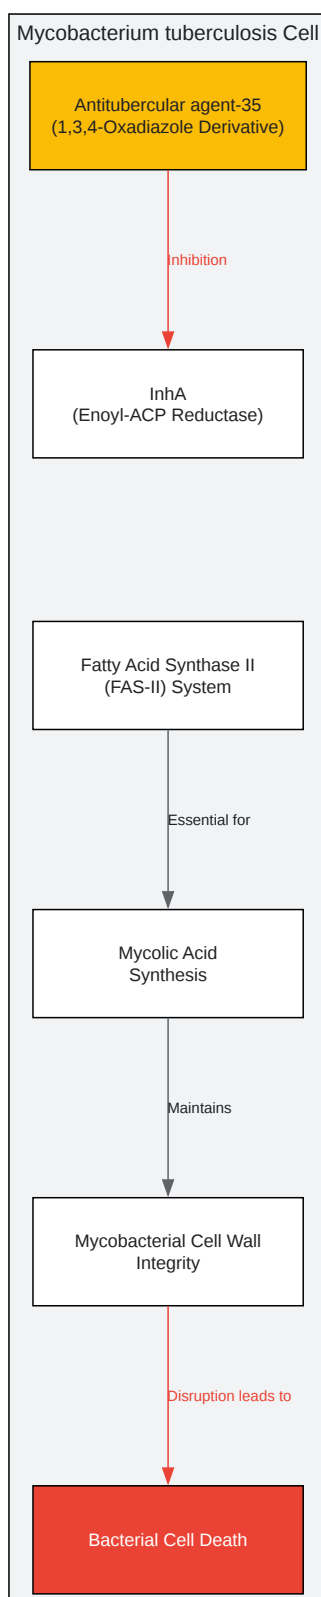 Mycobacterium tuberculosis Cell
Antitubercular agent-35
(1,3,4-Oxadiazole Derivative)
Inhibition
InhA
(Enoyl-ACP Reductase)
Fatty Acid Synthase II
(FAS-II) System
Essential for
Mycolic Acid
Synthesis
Maintains
Mycobacterial Cell Wall
Integrity
Disruption leads to
Bacterial Cell Death